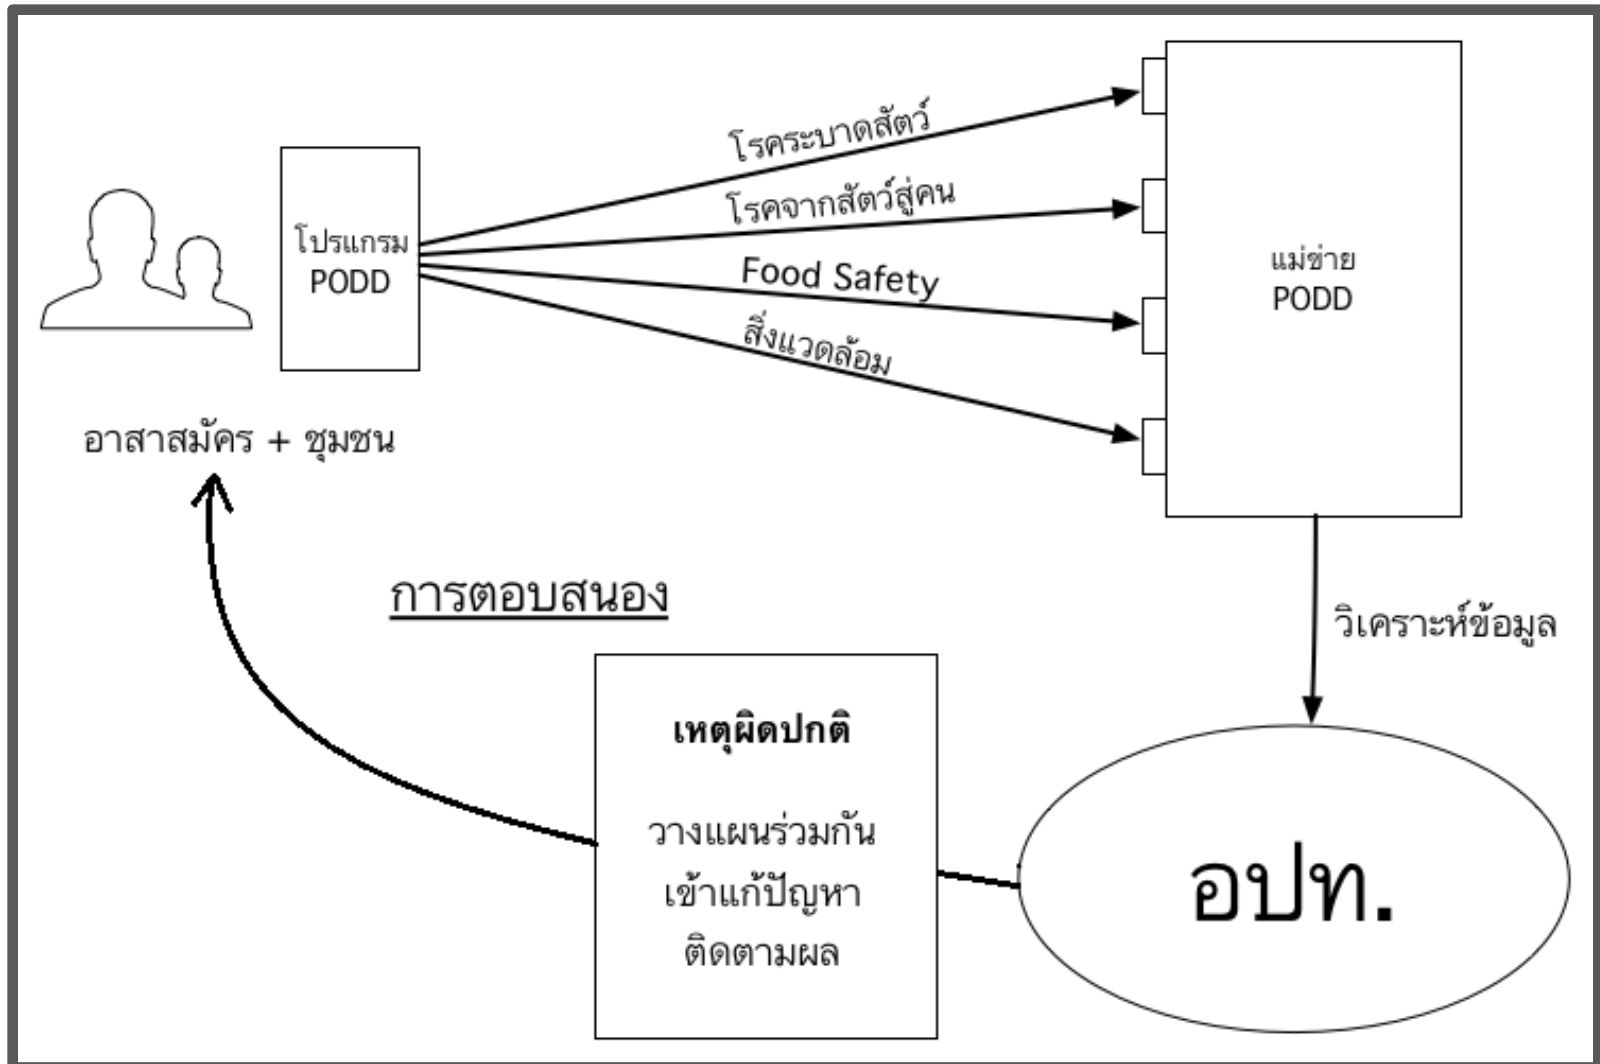 โรคระบาดสัตว์
โรคจากสัตว์สู่คน
Food Safety
สิ่งแวดล้อม
โปรแกรม
PODD
แม่ข่าย
PODD
อาสาสมัคร + ชุมชน
การตอบสนอง
วิเคราะห์ข้อมูล
เหตุผิดปกติ
วางแผนร่วมกัน
เข้าแก้ปัญหา
ติดตามผล
อปท.